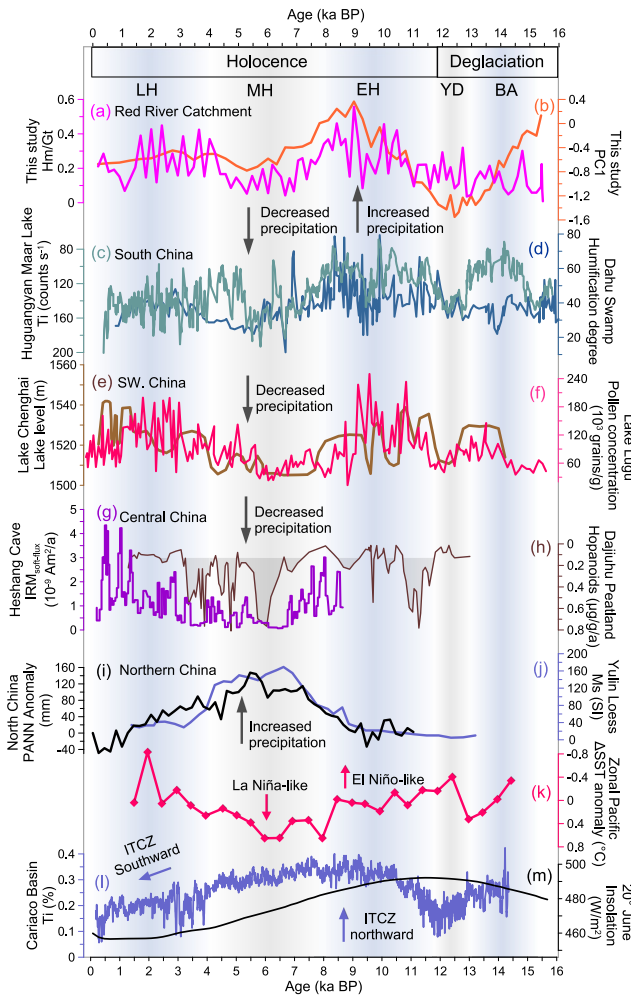 Age (ka BP)
0 1 2 3 4 5 6 7 8 9 10 11 12 13 14 15 16
Holocence
Deglaciation
LH
MH
EH
YD
BA
(a)
Red River Catchment
(b)
This study
Hm/Gt
0.6
0.4
0.2
0
This study
PC1
0.4
0
-0.4
-0.8
-1.2
-1.6
Decreased
precipitation
Increased
precipitation
(c)
South China
(d)
Huguangyan Maar Lake
Ti (counts s⁻¹)
80
120
160
200
Dahu Swamp
Humification degree
100
80
60
40
20
(e)
SW. China
(f)
Lake Chenghai
Lake level (m)
1560
1540
1520
1500
Decreased
precipitation
Lake Lugu
Pollen concentration
(10³ grains/g)
240
180
120
60
(g)
Central China
(h)
Heshang Cave
IRMsoft-flux
(10⁻⁹ Am²/a)
5
4
3
2
1
0
Decreased
precipitation
Dajiuhu Peatland
Hopanoids (μg/g/a)
0
0.2
0.4
0.6
0.8
(i)
Northern China
(j)
North China
PANN Anomaly
(mm)
160
120
80
40
0
-40
Increased
precipitation
Yulin Loess
Ms (SI)
200
160
120
80
40
0
La Niña-like
El Niño-like
(k)
Zonal Pacific
ΔSST anomaly
(°C)
-0.8
-0.4
0
0.4
0.8
ITCZ
Southward
(l)
(m)
Cariaco Basin
Ti (%)
0.4
0.3
0.2
0.1
0
ITCZ
northward
20° June
Insolation
(W/m²)
500
480
460
0 1 2 3 4 5 6 7 8 9 10 11 12 13 14 15 16
Age (ka BP)